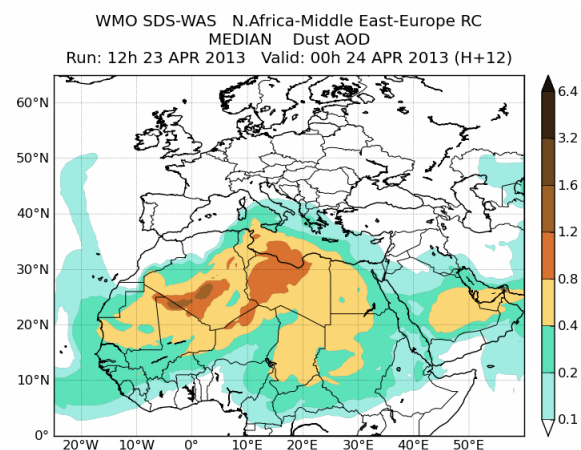 WMO SDS-WAS N.Africa-Middle East-Europe RC
MEDIAN Dust AOD
Run: 12h 23 APR 2013 Valid: 00h 24 APR 2013 (H+12)
60°N
50°N
40°N
30°N
20°N
10°N
0°
20°W 10°W 0° 10°E 20°E 30°E 40°E 50°E
6.4
3.2
1.6
1.2
0.8
0.4
0.2
0.1